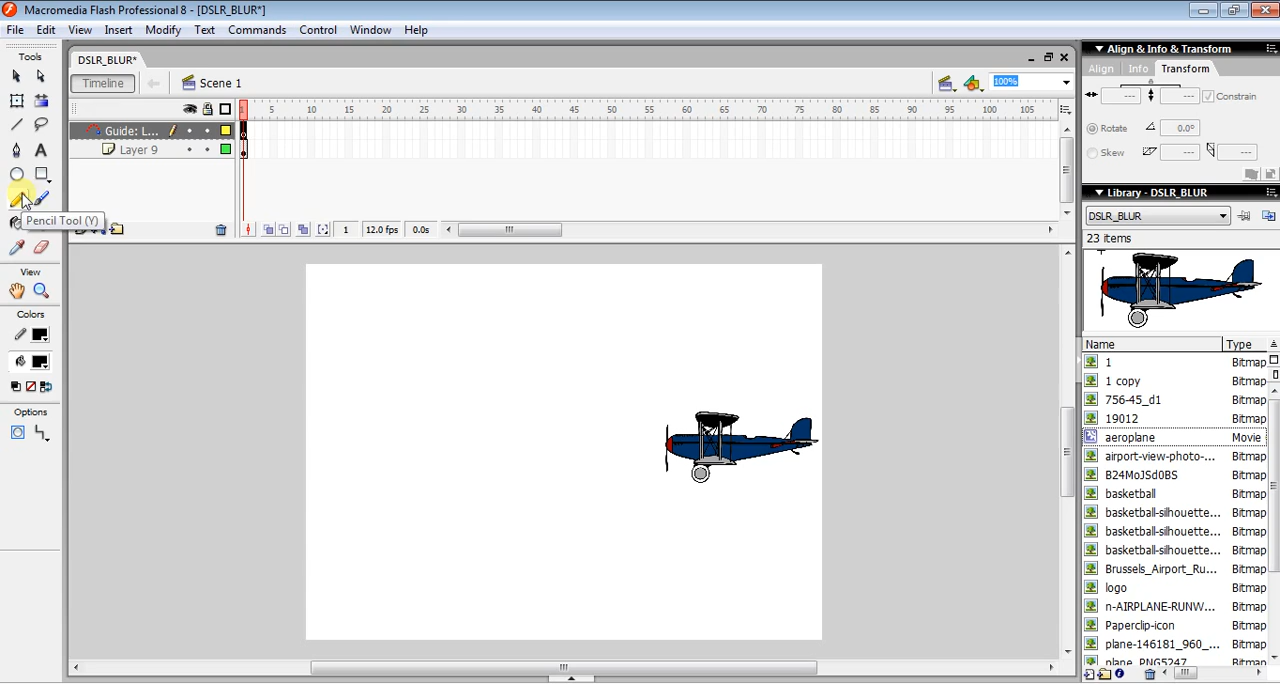 Macromedia Flash Professional 8 - [DSLR_BLUR*]
File Edit View Insert Modify Text Commands Control Window Help
Tools
DSLR_BLUR*
Timeline
Scene 1
100%
1 5 10 15 20 25 30 35 40 45 50 55 60 65 70 75 80 85 90 95 100 105
Guide: L...
Layer 9
1 12.0 fps 0.0s
Pencil Tool (Y)
View
Colors
Options
Align & Info & Transform
Align Info Transform
--- --- Constrain
Rotate 0.0°
Skew --- ---
Library - DSLR_BLUR
DSLR_BLUR
23 items
Name Type
1 Bitmap
1 copy Bitmap
756-45_d1 Bitmap
19012 Bitmap
aeroplane Movie
airport-view-photo-... Bitmap
B24MoJSd0BS Bitmap
basketball Bitmap
basketball-silhouette... Bitmap
basketball-silhouette... Bitmap
basketball-silhouette... Bitmap
Brussels_Airport_Ru... Bitmap
logo Bitmap
n-AIRPLANE-RUNW... Bitmap
Paperclip-icon Bitmap
plane-146181_960_... Bitmap
plane_PNG5247 Bitmap